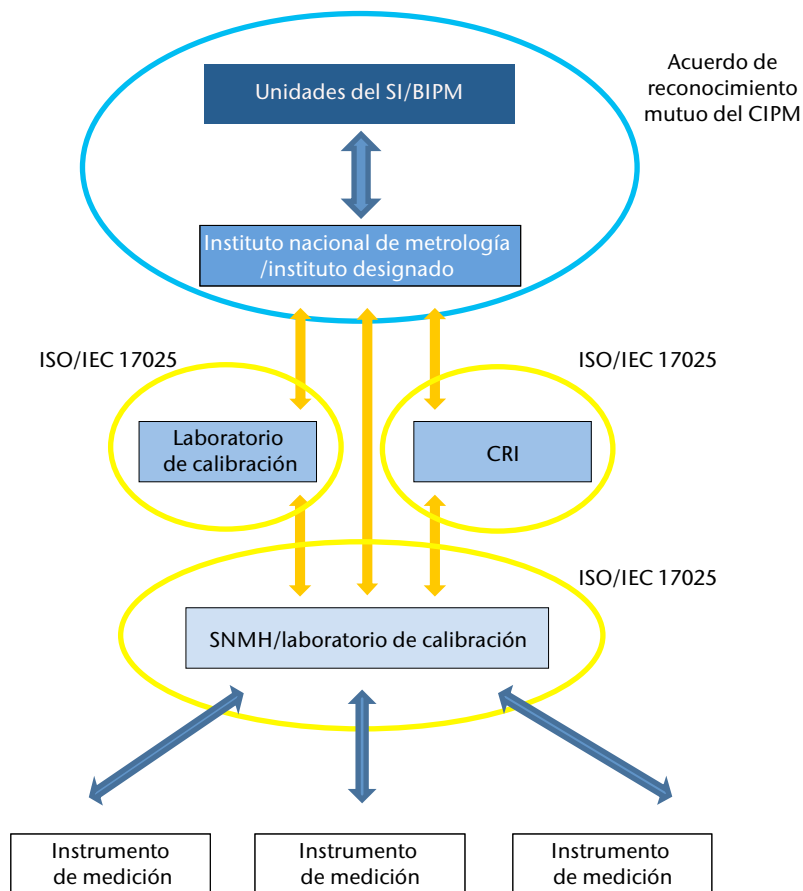 Unidades del SI/BIPM
Acuerdo de
reconocimiento
mutuo del CIPM
Instituto nacional de metrología
/instituto designado
ISO/IEC 17025
ISO/IEC 17025
Laboratorio
de calibración
CRI
ISO/IEC 17025
SNMH/laboratorio de calibración
Instrumento
de medición
Instrumento
de medición
Instrumento
de medición